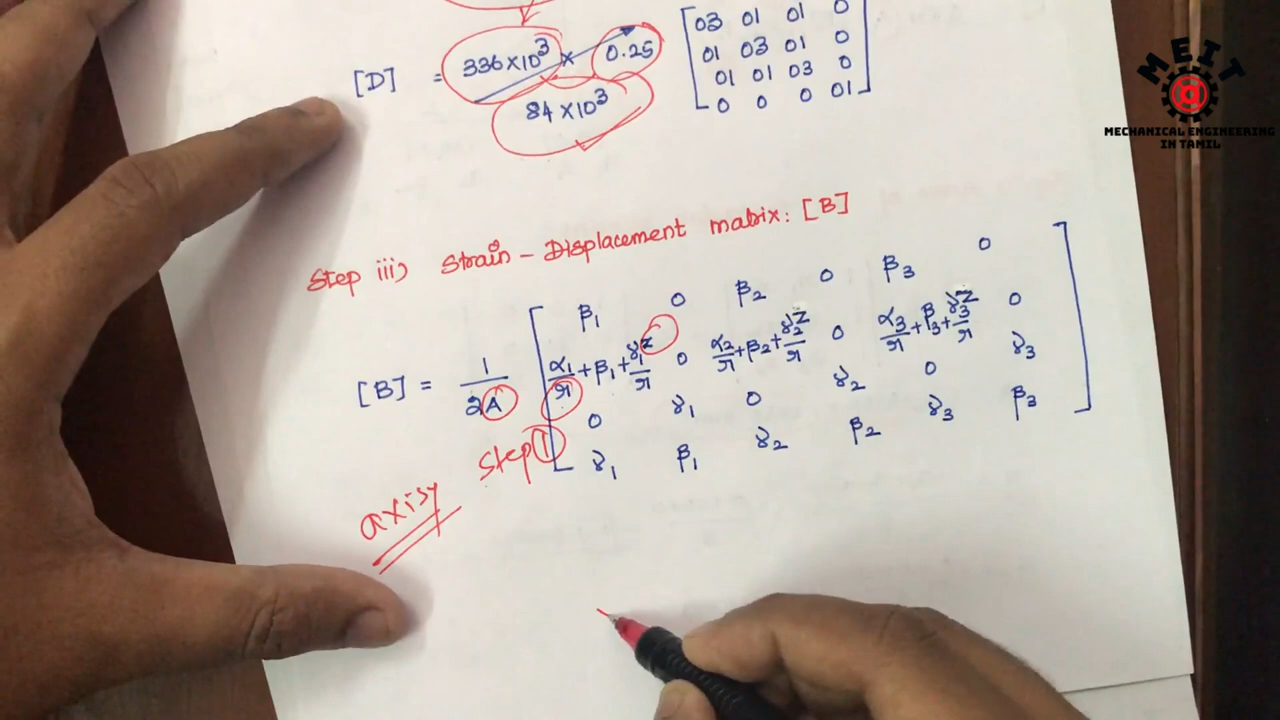 [D] = 336×10³ × 0.25 [03 01 01 0
01 03 01 0
84×10³ 01 01 03 0
0 0 0 01]
MEIT
MECHANICAL ENGINEERING
IN TAMIL
Step iii) Strain - Displacement matrix: [B]
β₁ 0 β₂ 0 β₃ 0
[B] = 1/2A [α₁/r + β₁ + γ₁z/r 0 α₂/r + β₂ + γ₂z/r 0 α₃/r + β₃ + γ₃z/r 0
0 γ₁ 0 γ₂ 0 γ₃
γ₁ β₁ γ₂ β₂ γ₃ β₃]
Step 1
axisy